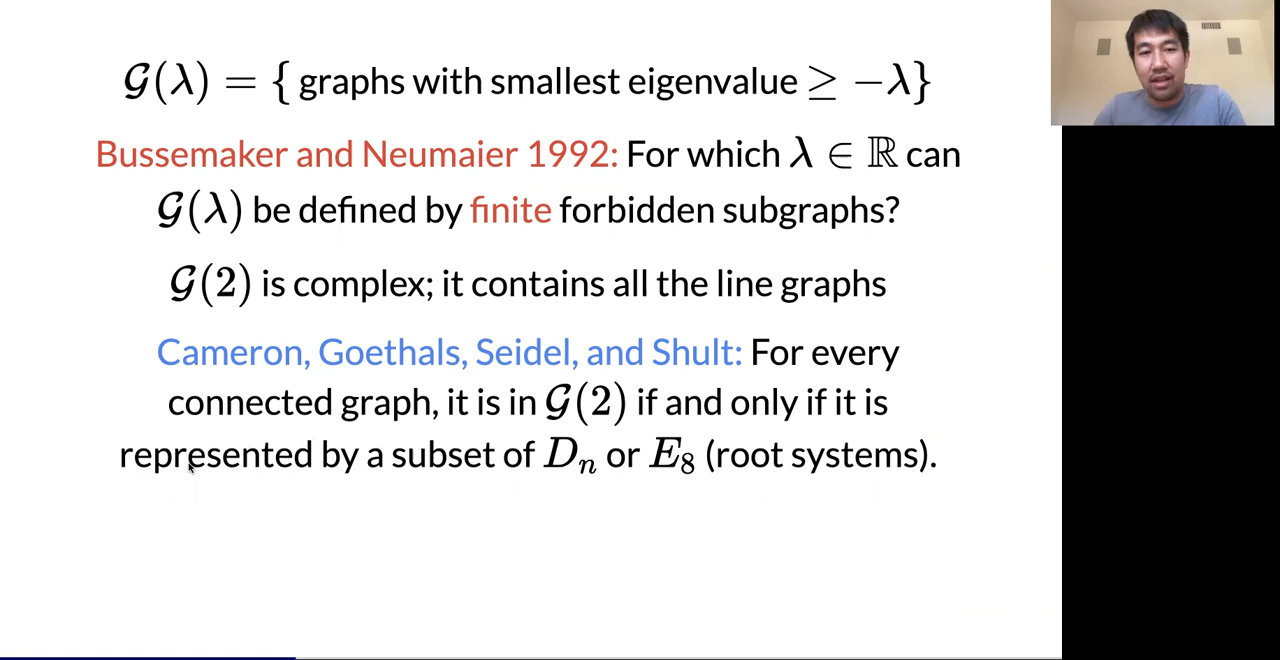 𝒢(λ) = { graphs with smallest eigenvalue ≥ −λ}
Bussemaker and Neumaier 1992: For which λ ∈ ℝ can
𝒢(λ) be defined by finite forbidden subgraphs?
𝒢(2) is complex; it contains all the line graphs
Cameron, Goethals, Seidel, and Shult: For every
connected graph, it is in 𝒢(2) if and only if it is
represented by a subset of Dₙ or E₈ (root systems).